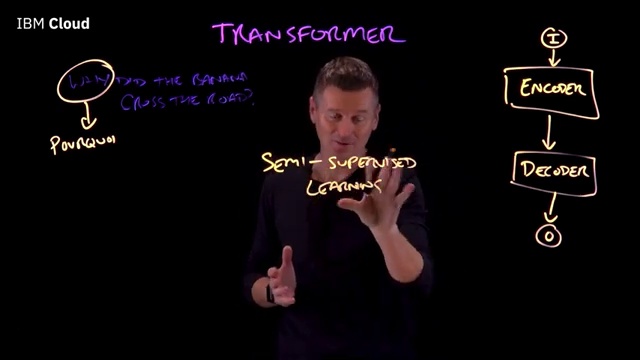 IBM Cloud
TRANSFORMER
WHY DID THE BANANA
CROSS THE ROAD?
POURQUOI
SEMI-SUPERVISED
LEARNING
I
ENCODER
DECODER
O